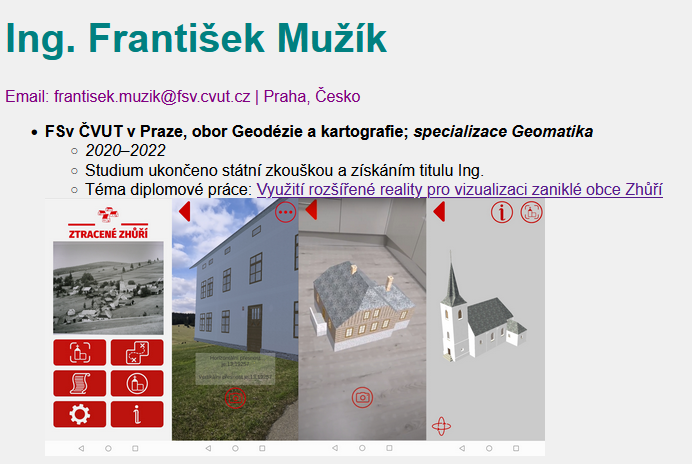 Ing. František Mužík
Email: frantisek.muzik@fsv.cvut.cz | Praha, Česko
FSv ČVUT v Praze, obor Geodézie a kartografie; specializace Geomatika
2020–2022
Studium ukončeno státní zkouškou a získáním titulu Ing.
Téma diplomové práce: Využití rozšířené reality pro vizualizaci zaniklé obce Zhůří
ZTRACENÉ ZHŮŘÍ